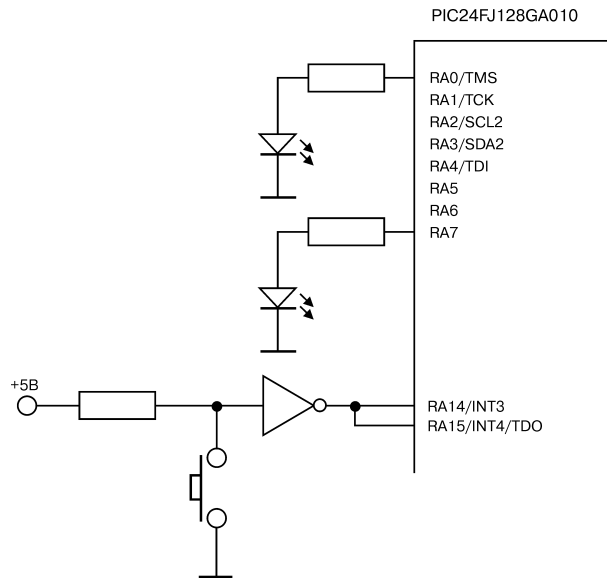 PIC24FJ128GA010
RA0/TMS
RA1/TCK
RA2/SCL2
RA3/SDA2
RA4/TDI
RA5
RA6
RA7
+5В
RA14/INT3
RA15/INT4/TDO